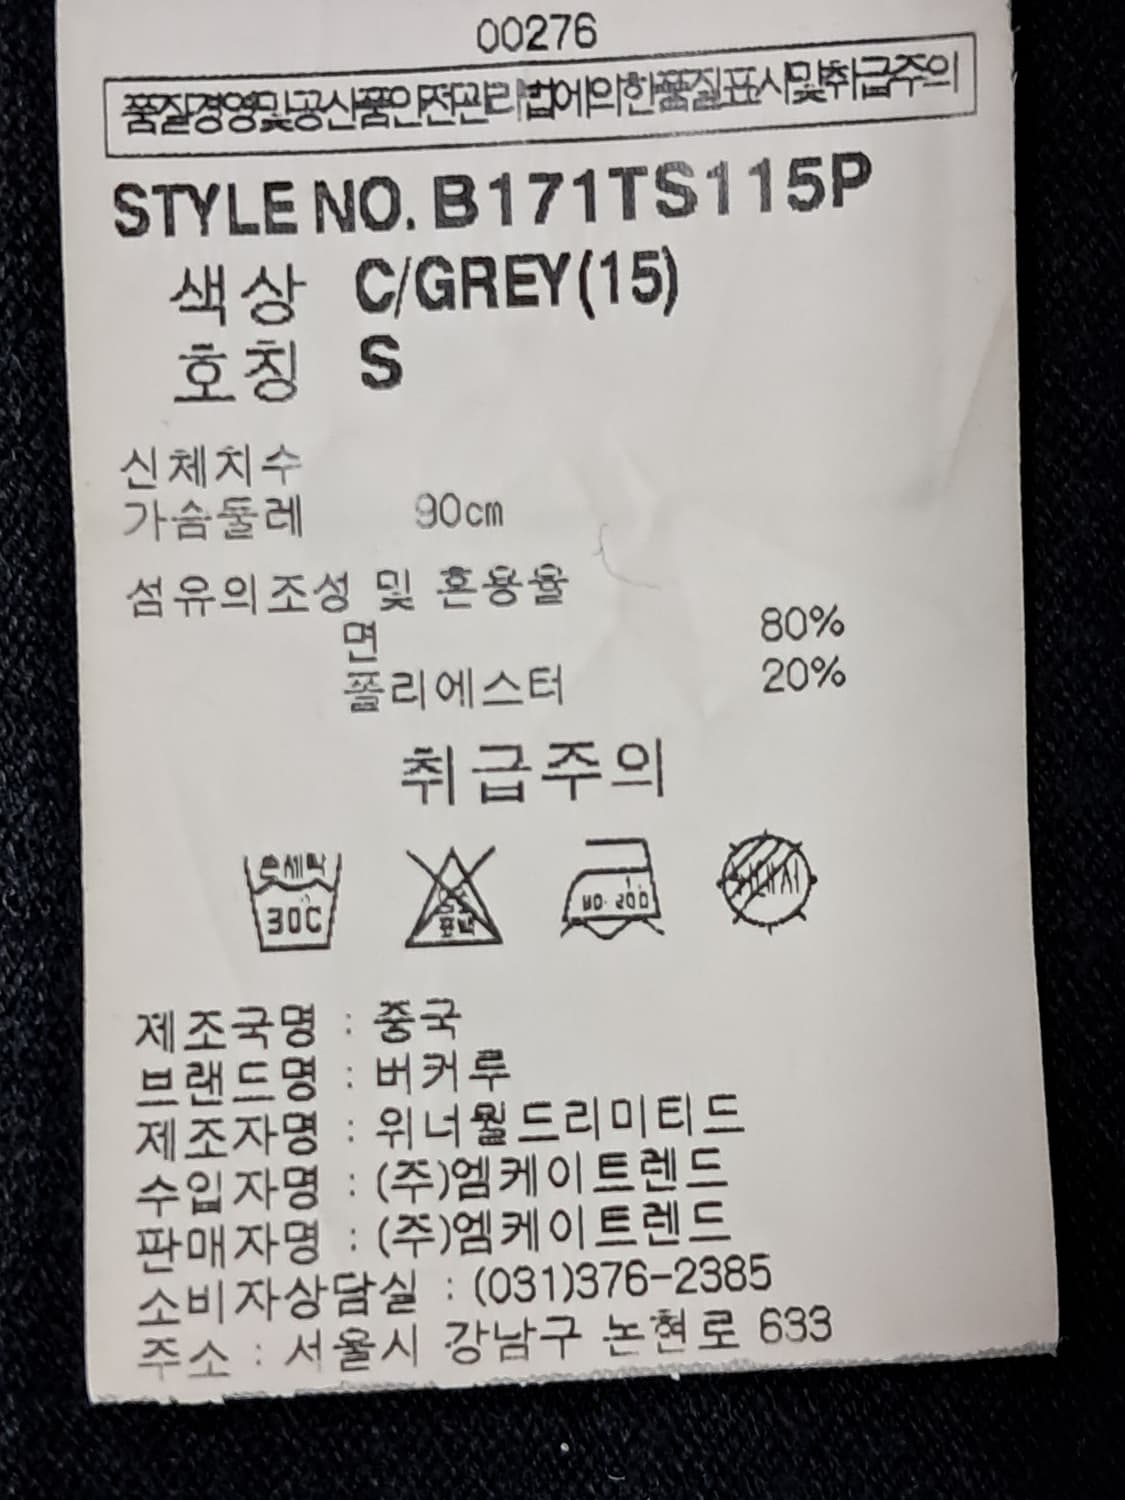 00276
품질경영및공산품안전관리법에의한품질표시및취급주의
STYLE NO. B171TS115P
색상 C/GREY(15)
호칭 S
신체치수
가슴둘레 90cm
섬유의조성 및 혼용율
면 80%
폴리에스터 20%
취급주의
손세탁
30C
표백
200
제조국명 : 중국
브랜드명 : 버커루
제조자명 : 위너월드리미티드
수입자명 : (주)엠케이트렌드
판매자명 : (주)엠케이트렌드
소비자상담실 : (031)376-2385
주소 : 서울시 강남구 논현로 633